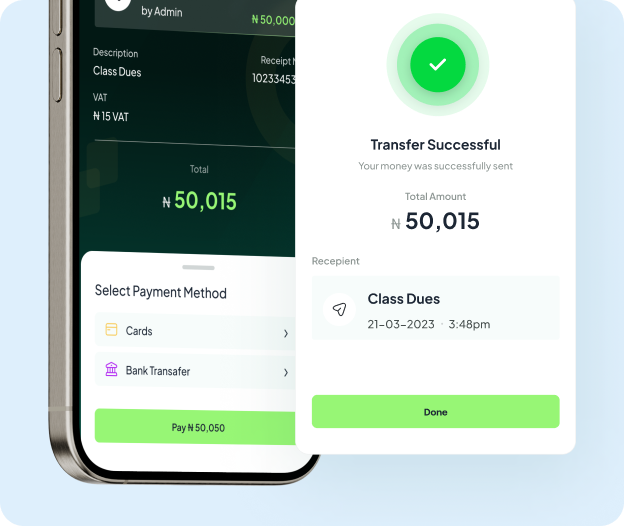 by Admin
₦ 50,000
Description
Class Dues
Receipt
10233453
VAT
₦ 15 VAT
Total
₦ 50,015
Select Payment Method
Cards
Bank Transafer
Pay ₦ 50,050
Transfer Successful
Your money was successfully sent
Total Amount
₦ 50,015
Recepient
Class Dues
21-03-2023 · 3:48pm
Done